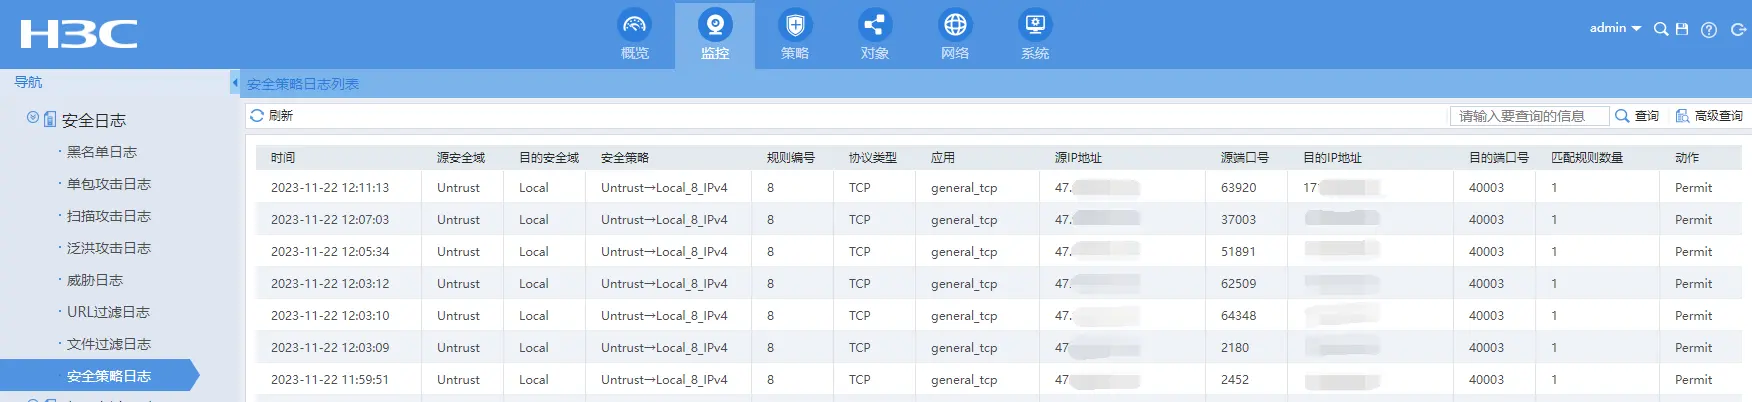 H3C
概览 监控 策略 对象 网络 系统
admin
导航
安全策略日志列表
安全日志
刷新
请输入要查询的信息 查询 高级查询
黑名单日志
单包攻击日志
扫描攻击日志
泛洪攻击日志
威胁日志
URL过滤日志
文件过滤日志
安全策略日志
时间 源安全域 目的安全域 安全策略 规则编号 协议类型 应用 源IP地址 源端口号 目的IP地址 目的端口号 匹配规则数量 动作
2023-11-22 12:11:13 Untrust Local Untrust→Local_8_IPv4 8 TCP general_tcp 47. 63920 17 40003 1 Permit
2023-11-22 12:07:03 Untrust Local Untrust→Local_8_IPv4 8 TCP general_tcp 47. 37003 40003 1 Permit
2023-11-22 12:05:34 Untrust Local Untrust→Local_8_IPv4 8 TCP general_tcp 47. 51891 40003 1 Permit
2023-11-22 12:03:12 Untrust Local Untrust→Local_8_IPv4 8 TCP general_tcp 47. 62509 40003 1 Permit
2023-11-22 12:03:10 Untrust Local Untrust→Local_8_IPv4 8 TCP general_tcp 47. 64348 40003 1 Permit
2023-11-22 12:03:09 Untrust Local Untrust→Local_8_IPv4 8 TCP general_tcp 47 2180 40003 1 Permit
2023-11-22 11:59:51 Untrust Local Untrust→Local_8_IPv4 8 TCP general_tcp 47 2452 40003 1 Permit